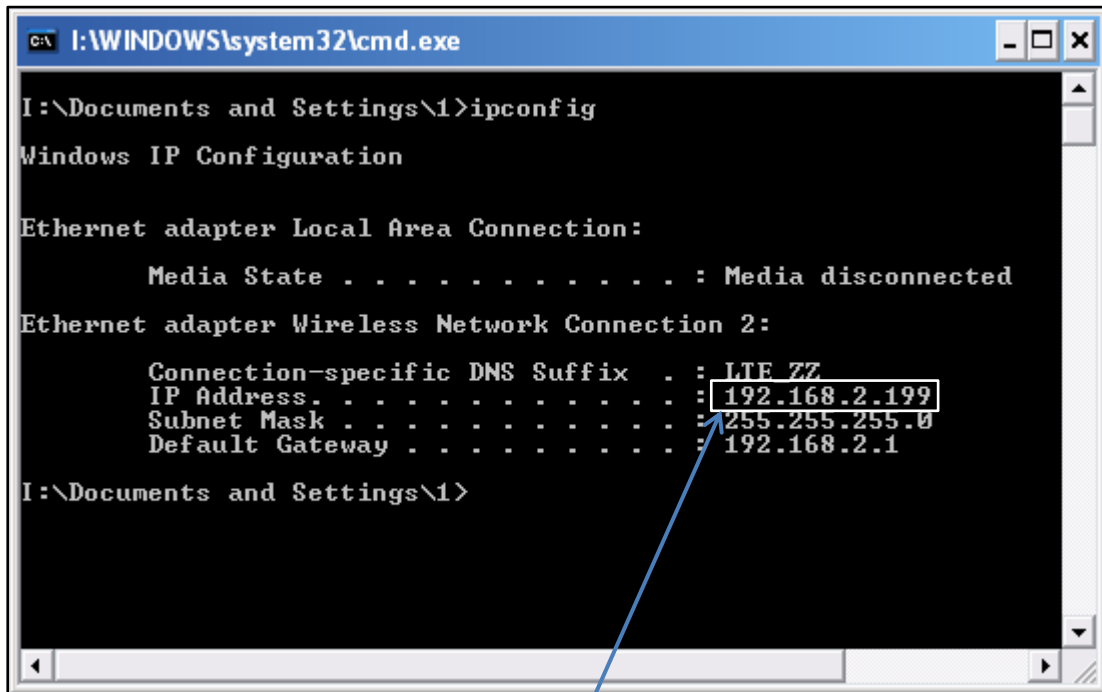 I:\WINDOWS\system32\cmd.exe
I:\Documents and Settings\1>ipconfig
Windows IP Configuration
Ethernet adapter Local Area Connection:
Media State . . . . . . . . . . . : Media disconnected
Ethernet adapter Wireless Network Connection 2:
Connection-specific DNS Suffix  . : LTE_ZZ
IP Address. . . . . . . . . . . . : 192.168.2.199
Subnet Mask . . . . . . . . . . . : 255.255.255.0
Default Gateway . . . . . . . . . : 192.168.2.1
I:\Documents and Settings\1>